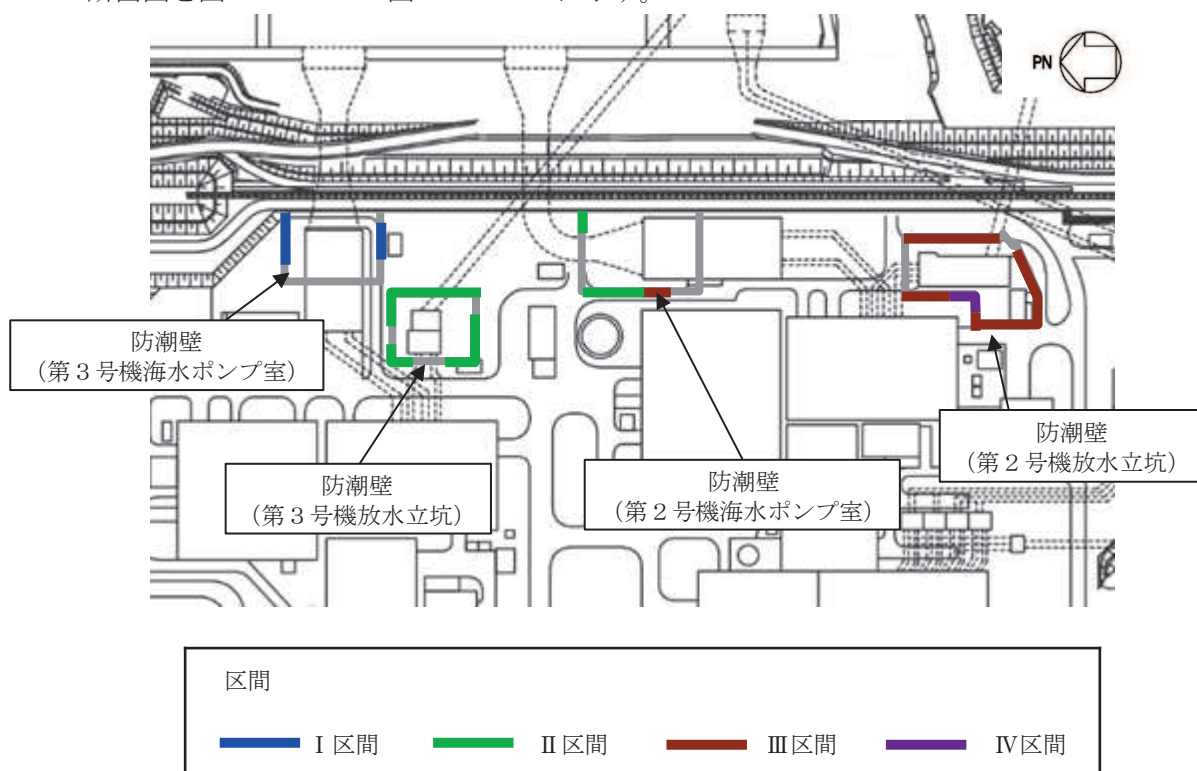 PN
防潮壁
（第３号機海水ポンプ室）
防潮壁
（第３号機放水立坑）
防潮壁
（第２号機海水ポンプ室）
防潮壁
（第２号機放水立坑）
区間
Ⅰ区間
Ⅱ区間
Ⅲ区間
Ⅳ区間